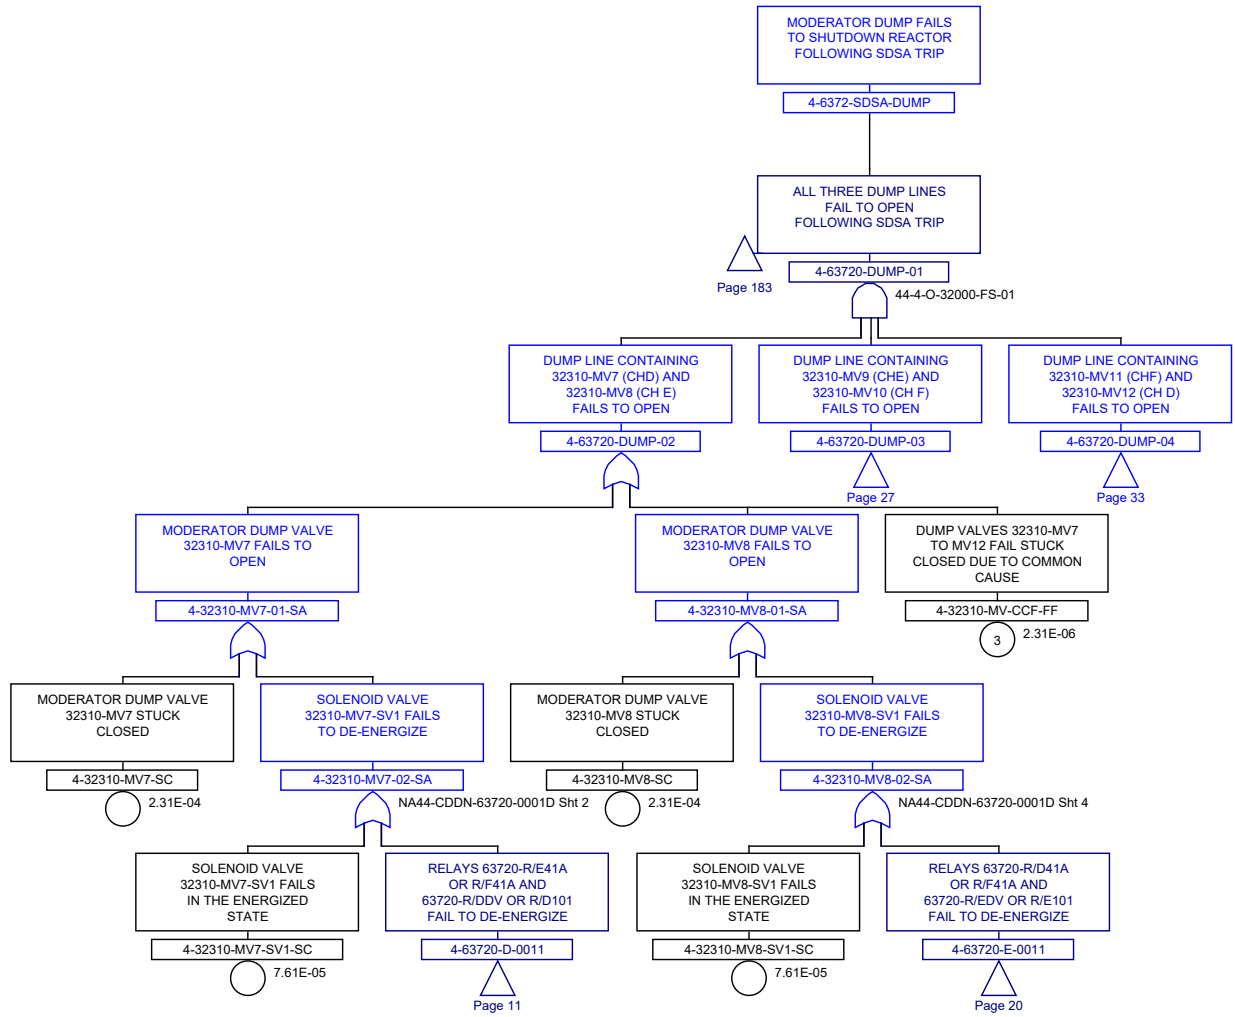 MODERATOR DUMP FAILS
TO SHUTDOWN REACTOR
FOLLOWING SDSA TRIP
4-6372-SDSA-DUMP
ALL THREE DUMP LINES
FAIL TO OPEN
FOLLOWING SDSA TRIP
Page 183
4-63720-DUMP-01
44-4-O-32000-FS-01
DUMP LINE CONTAINING
32310-MV7 (CHD) AND
32310-MV8 (CH E)
FAILS TO OPEN
4-63720-DUMP-02
DUMP LINE CONTAINING
32310-MV9 (CHE) AND
32310-MV10 (CH F)
FAILS TO OPEN
4-63720-DUMP-03
Page 27
DUMP LINE CONTAINING
32310-MV11 (CHF) AND
32310-MV12 (CH D)
FAILS TO OPEN
4-63720-DUMP-04
Page 33
MODERATOR DUMP VALVE
32310-MV7 FAILS TO
OPEN
4-32310-MV7-01-SA
MODERATOR DUMP VALVE
32310-MV8 FAILS TO
OPEN
4-32310-MV8-01-SA
DUMP VALVES 32310-MV7
TO MV12 FAIL STUCK
CLOSED DUE TO COMMON
CAUSE
4-32310-MV-CCF-FF
3
2.31E-06
MODERATOR DUMP VALVE
32310-MV7 STUCK
CLOSED
4-32310-MV7-SC
2.31E-04
SOLENOID VALVE
32310-MV7-SV1 FAILS
TO DE-ENERGIZE
4-32310-MV7-02-SA
NA44-CDDN-63720-0001D Sht 2
MODERATOR DUMP VALVE
32310-MV8 STUCK
CLOSED
4-32310-MV8-SC
2.31E-04
SOLENOID VALVE
32310-MV8-SV1 FAILS
TO DE-ENERGIZE
4-32310-MV8-02-SA
NA44-CDDN-63720-0001D Sht 4
SOLENOID VALVE
32310-MV7-SV1 FAILS
IN THE ENERGIZED
STATE
4-32310-MV7-SV1-SC
7.61E-05
RELAYS 63720-R/E41A
OR R/F41A AND
63720-R/DDV OR R/D101
FAIL TO DE-ENERGIZE
4-63720-D-0011
Page 11
SOLENOID VALVE
32310-MV8-SV1 FAILS
IN THE ENERGIZED
STATE
4-32310-MV8-SV1-SC
7.61E-05
RELAYS 63720-R/D41A
OR R/F41A AND
63720-R/EDV OR R/E101
FAIL TO DE-ENERGIZE
4-63720-E-0011
Page 20